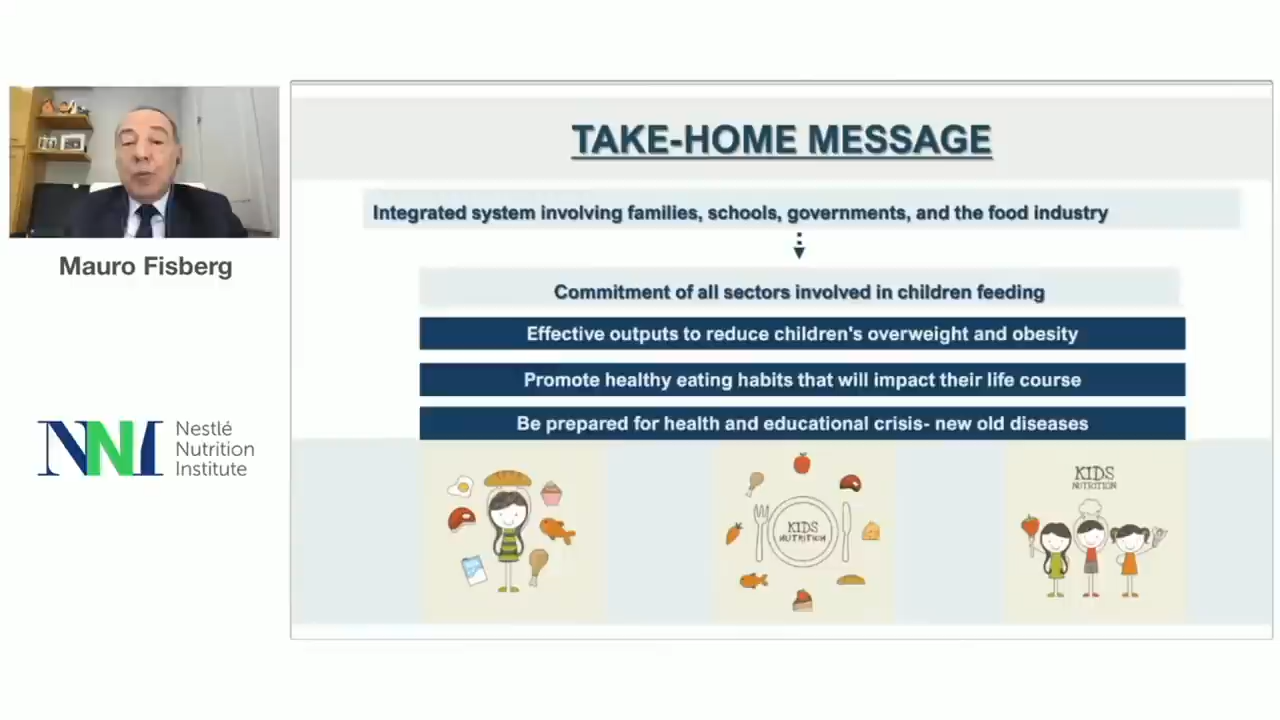 TAKE-HOME MESSAGE
Integrated system involving families, schools, governments, and the food industry
Mauro Fisberg
Commitment of all sectors involved in children feeding
Effective outputs to reduce children's overweight and obesity
Promote healthy eating habits that will impact their life course
Be prepared for health and educational crisis- new old diseases
NNI
Nestlé
Nutrition
Institute
KIDS
NUTRITION
KIDS
NUTRITION